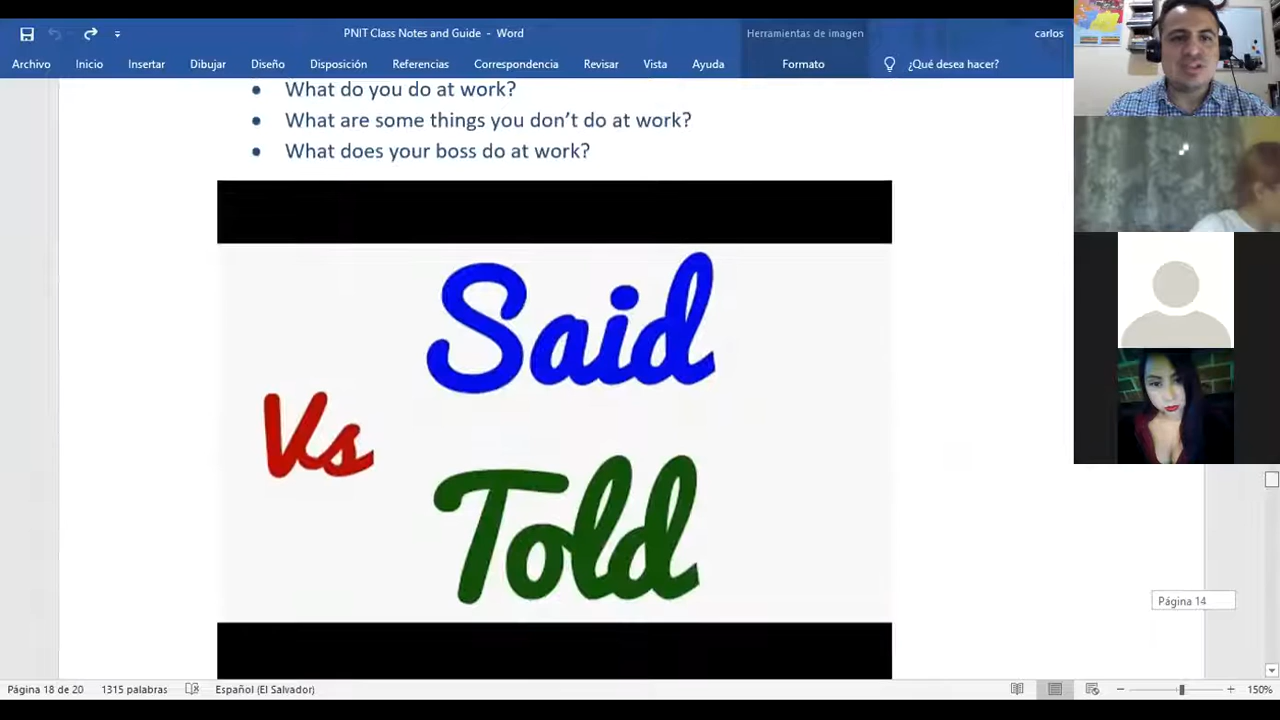 PNIT Class Notes and Guide - Word
Herramientas de imagen
carlos
Archivo Inicio Insertar Dibujar Diseño Disposición Referencias Correspondencia Revisar Vista Ayuda Formato ¿Qué desea hacer?
• What do you do at work?
• What are some things you don’t do at work?
• What does your boss do at work?
Said
Vs
Told
Página 14
Página 18 de 20 1315 palabras Español (El Salvador) 150%